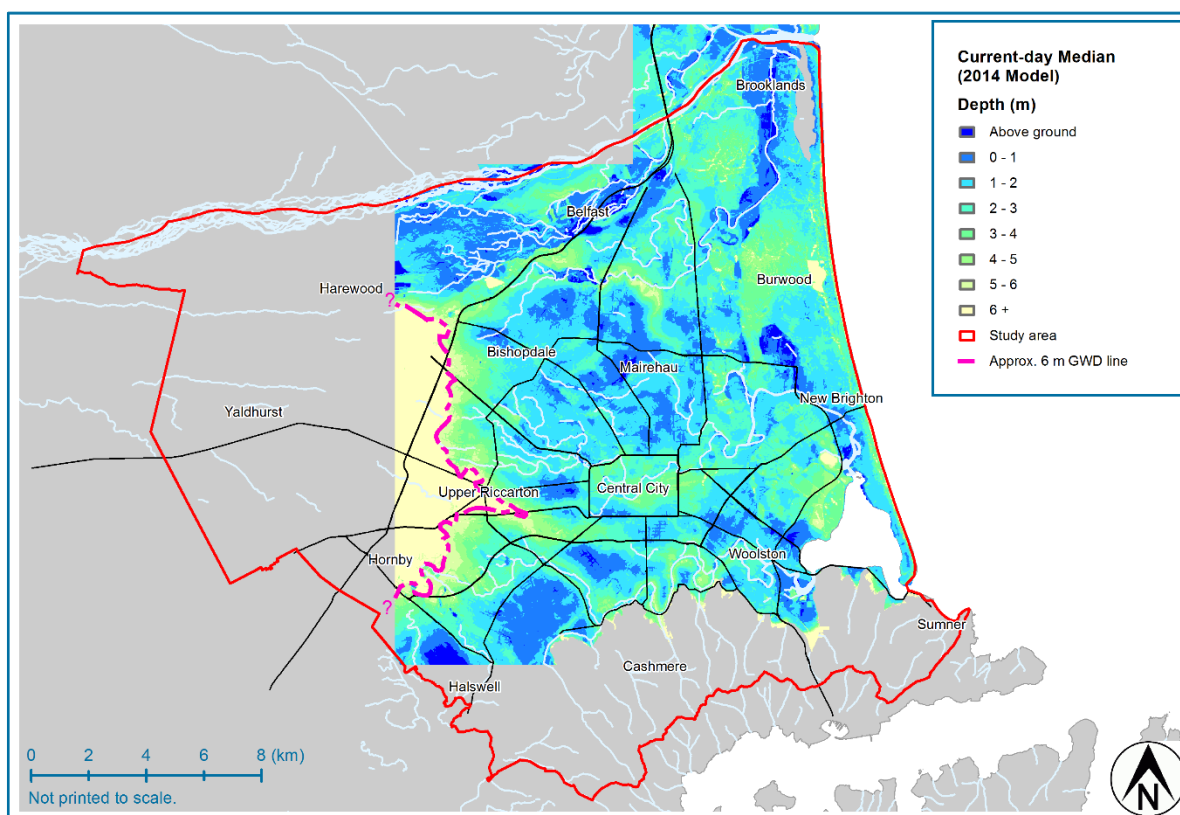 Current-day Median
(2014 Model)
Depth (m)
Above ground
0 - 1
1 - 2
2 - 3
3 - 4
4 - 5
5 - 6
6 +
Study area
Approx. 6 m GWD line
Brooklands
Belfast
Harewood
?
Burwood
Bishopdale
Mairehau
New Brighton
Yaldhurst
Upper Riccarton
Central City
Hornby
Woolston
?
Sumner
Cashmere
Halswell
0 2 4 6 8 (km)
Not printed to scale.
N